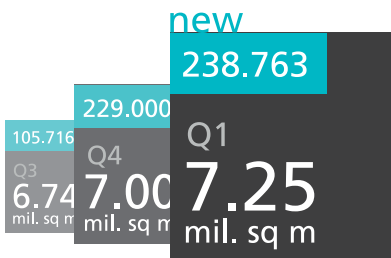 new
238.763
Q1
7.25
mil. sq m
229.000
Q4
7.00
mil. sq m
105.716
Q3
6.74
mil. sq m